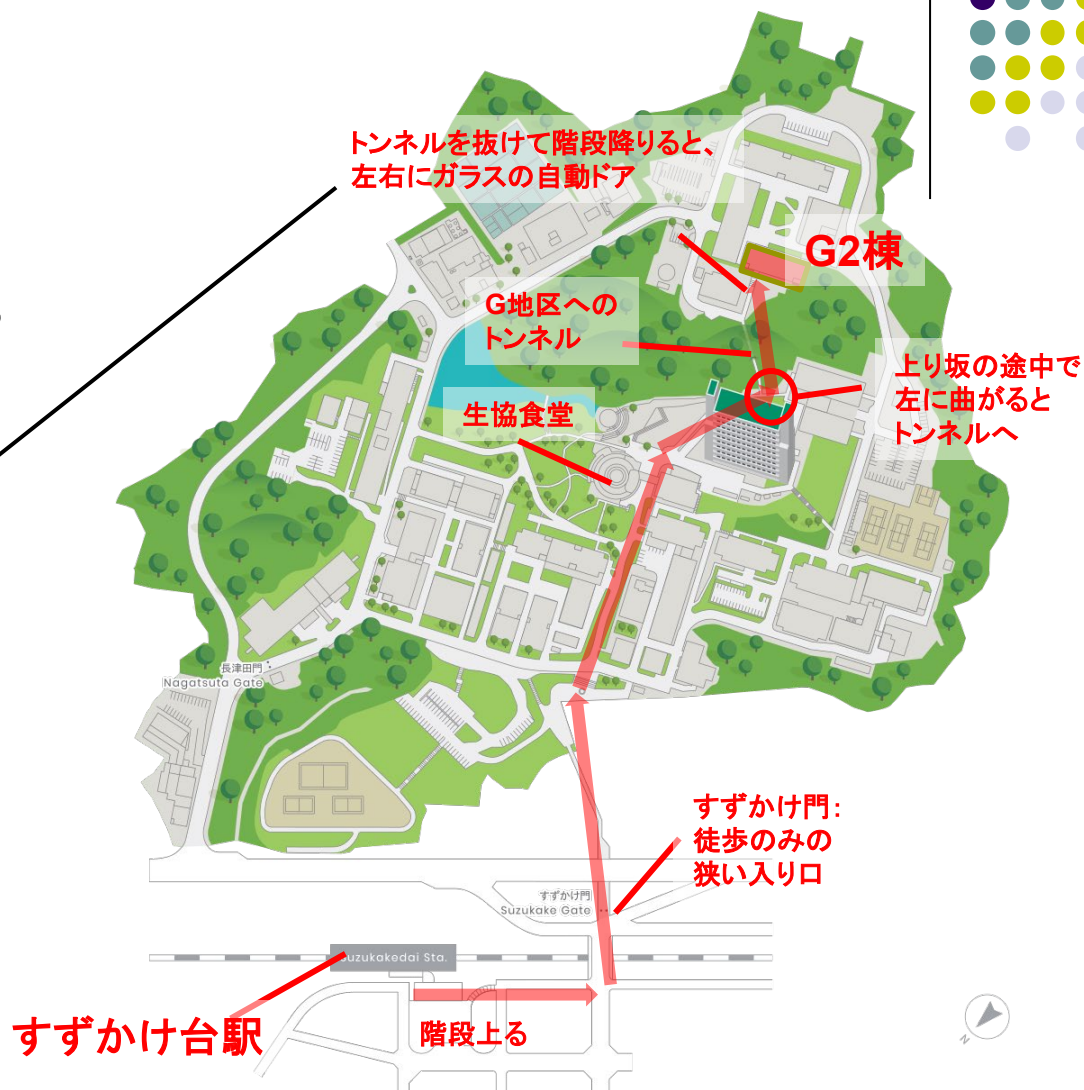 トンネルを抜けて階段降りると、
左右にガラスの自動ドア
G2棟
G地区への
トンネル
上り坂の途中で
左に曲がると
トンネルへ
生協食堂
長津田門
Nagatsuta Gate
すずかけ門：
徒歩のみの
狭い入り口
すずかけ門
Suzukake Gate
Suzukakedai Sta.
すずかけ台駅
階段上る
N